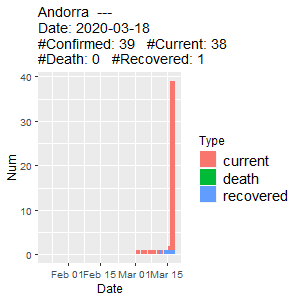 Andorra  ---
Date: 2020-03-18
#Confirmed: 39   #Current: 38
#Death: 0   #Recovered: 1
40
30
20
10
0
Num
Feb 01
Feb 15
Mar 01
Mar 15
Date
Type
current
death
recovered